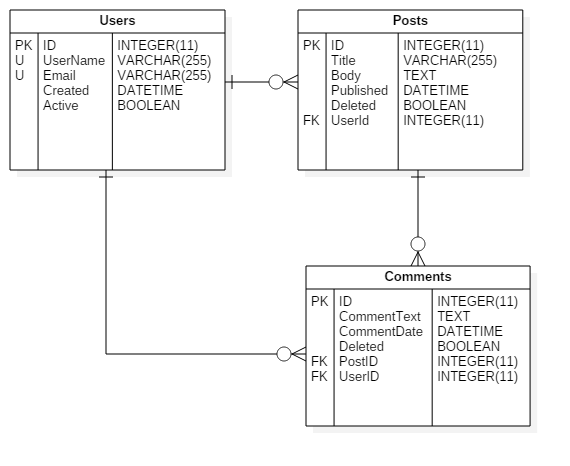 Users
PK ID INTEGER(11)
U UserName VARCHAR(255)
U Email VARCHAR(255)
Created DATETIME
Active BOOLEAN
Posts
PK ID INTEGER(11)
Title VARCHAR(255)
Body TEXT
Published DATETIME
Deleted BOOLEAN
FK UserId INTEGER(11)
Comments
PK ID INTEGER(11)
CommentText TEXT
CommentDate DATETIME
Deleted BOOLEAN
FK PostID INTEGER(11)
FK UserID INTEGER(11)